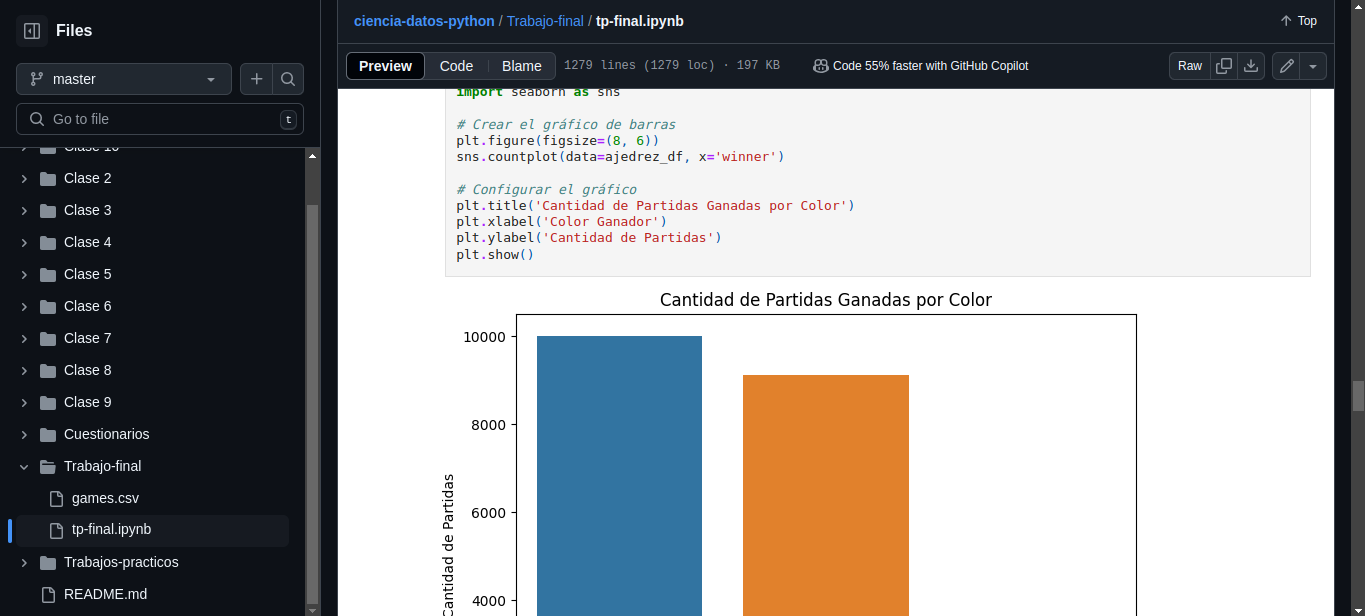 Files
master
Go to file
t
Clase 10
Clase 2
Clase 3
Clase 4
Clase 5
Clase 6
Clase 7
Clase 8
Clase 9
Cuestionarios
Trabajo-final
games.csv
tp-final.ipynb
Trabajos-practicos
README.md
ciencia-datos-python / Trabajo-final / tp-final.ipynb
Top
Preview
Code
Blame
1279 lines (1279 loc) · 197 KB
Code 55% faster with GitHub Copilot
Raw
import seaborn as sns
# Crear el gráfico de barras
plt.figure(figsize=(8, 6))
sns.countplot(data=ajedrez_df, x='winner')
# Configurar el gráfico
plt.title('Cantidad de Partidas Ganadas por Color')
plt.xlabel('Color Ganador')
plt.ylabel('Cantidad de Partidas')
plt.show()
Cantidad de Partidas Ganadas por Color
10000
8000
6000
4000
Cantidad de Partidas